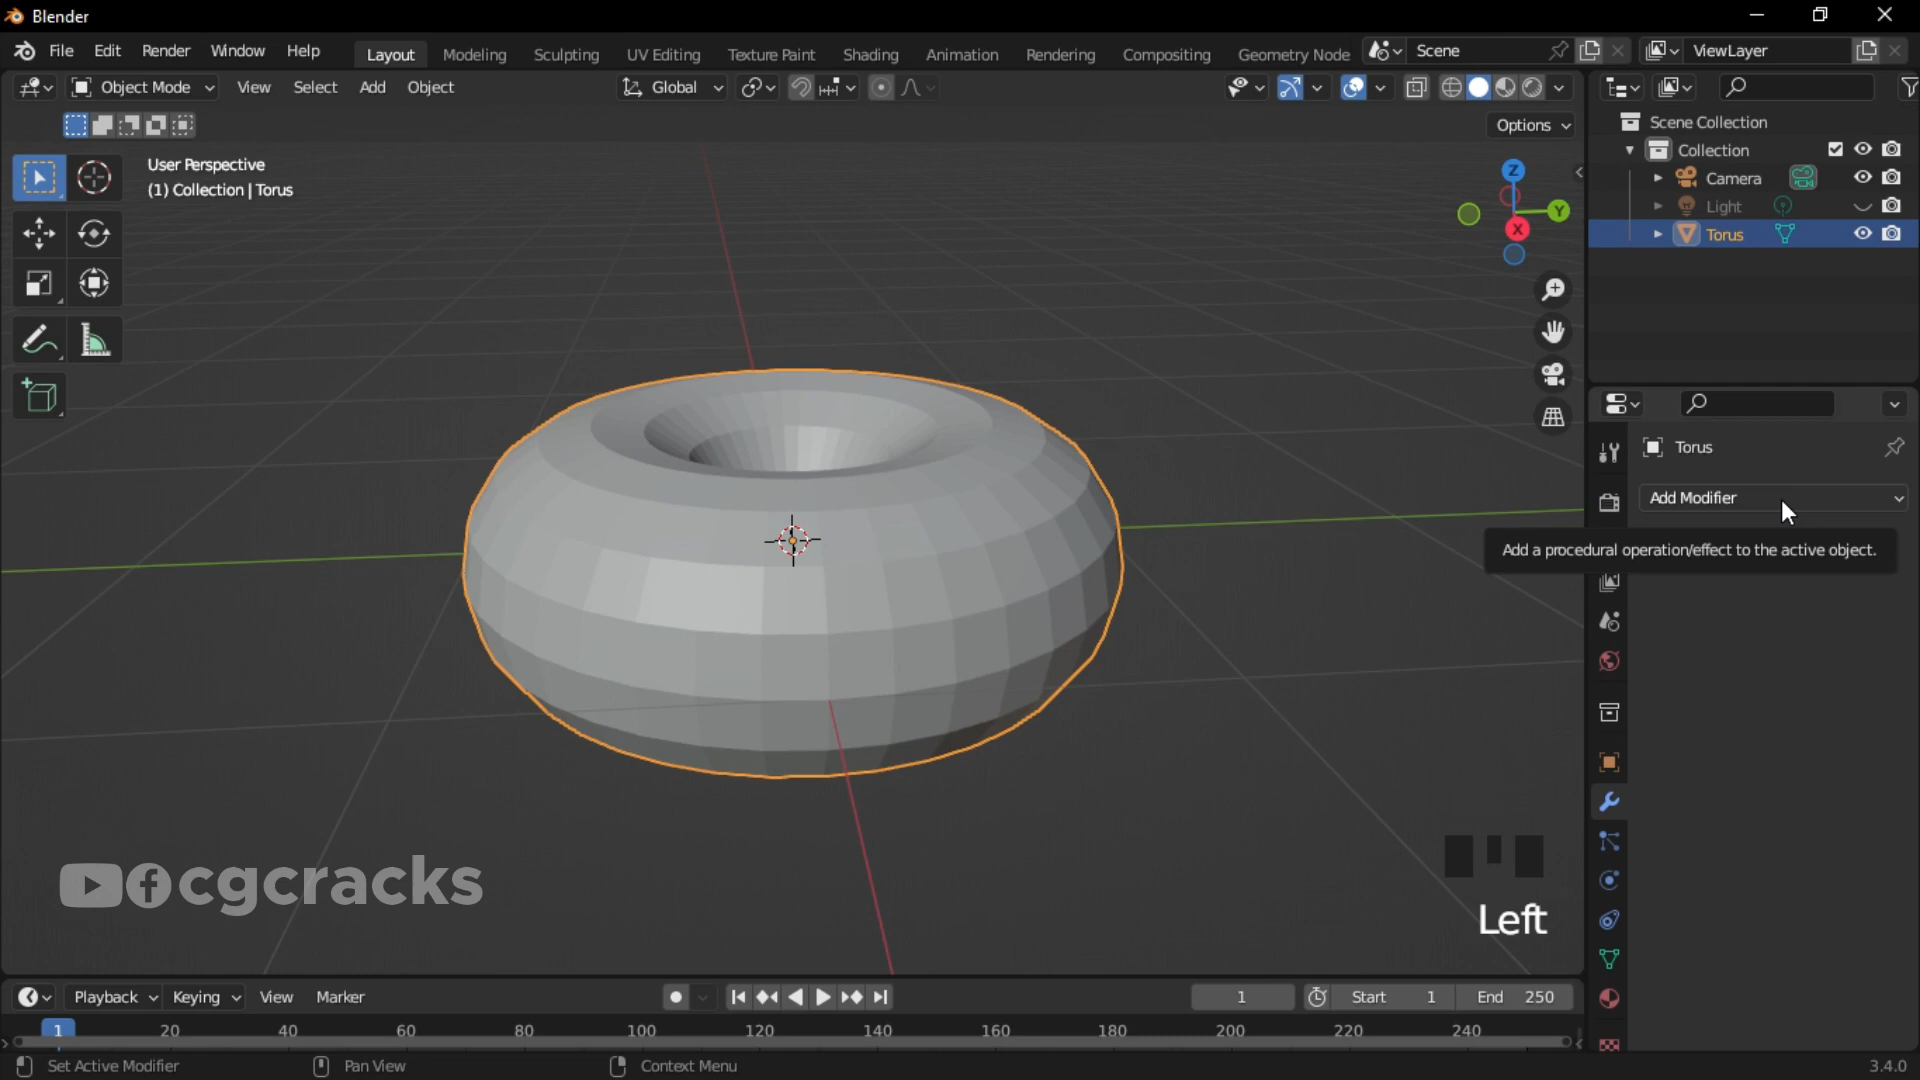 Blender
File Edit Render Window Help Layout Modeling Sculpting UV Editing Texture Paint Shading Animation Rendering Compositing Geometry Node Scene ViewLayer
Object Mode View Select Add Object Global
Options
User Perspective
(1) Collection | Torus
Z
Y
X
Scene Collection
Collection
Camera
Light
Torus
Torus
Add Modifier
Add a procedural operation/effect to the active object.
cgcracks
Left
Playback Keying View Marker 1 Start 1 End 250
1 20 40 60 80 100 120 140 160 180 200 220 240
Set Active Modifier Pan View Context Menu 3.4.0